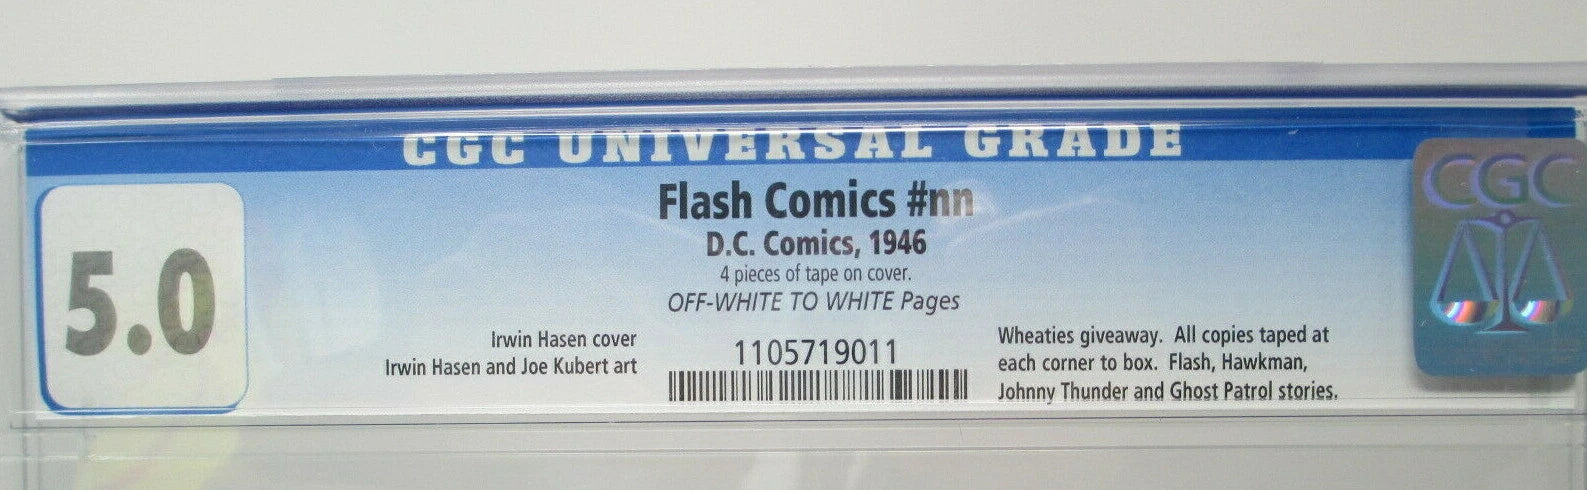 CGC UNIVERSAL GRADE
5.0
Flash Comics #nn
D.C. Comics, 1946
4 pieces of tape on cover.
OFF-WHITE TO WHITE Pages
Irwin Hasen cover
Irwin Hasen and Joe Kubert art
1105719011
Wheaties giveaway. All copies taped at
each corner to box. Flash, Hawkman,
Johnny Thunder and Ghost Patrol stories.
CGC